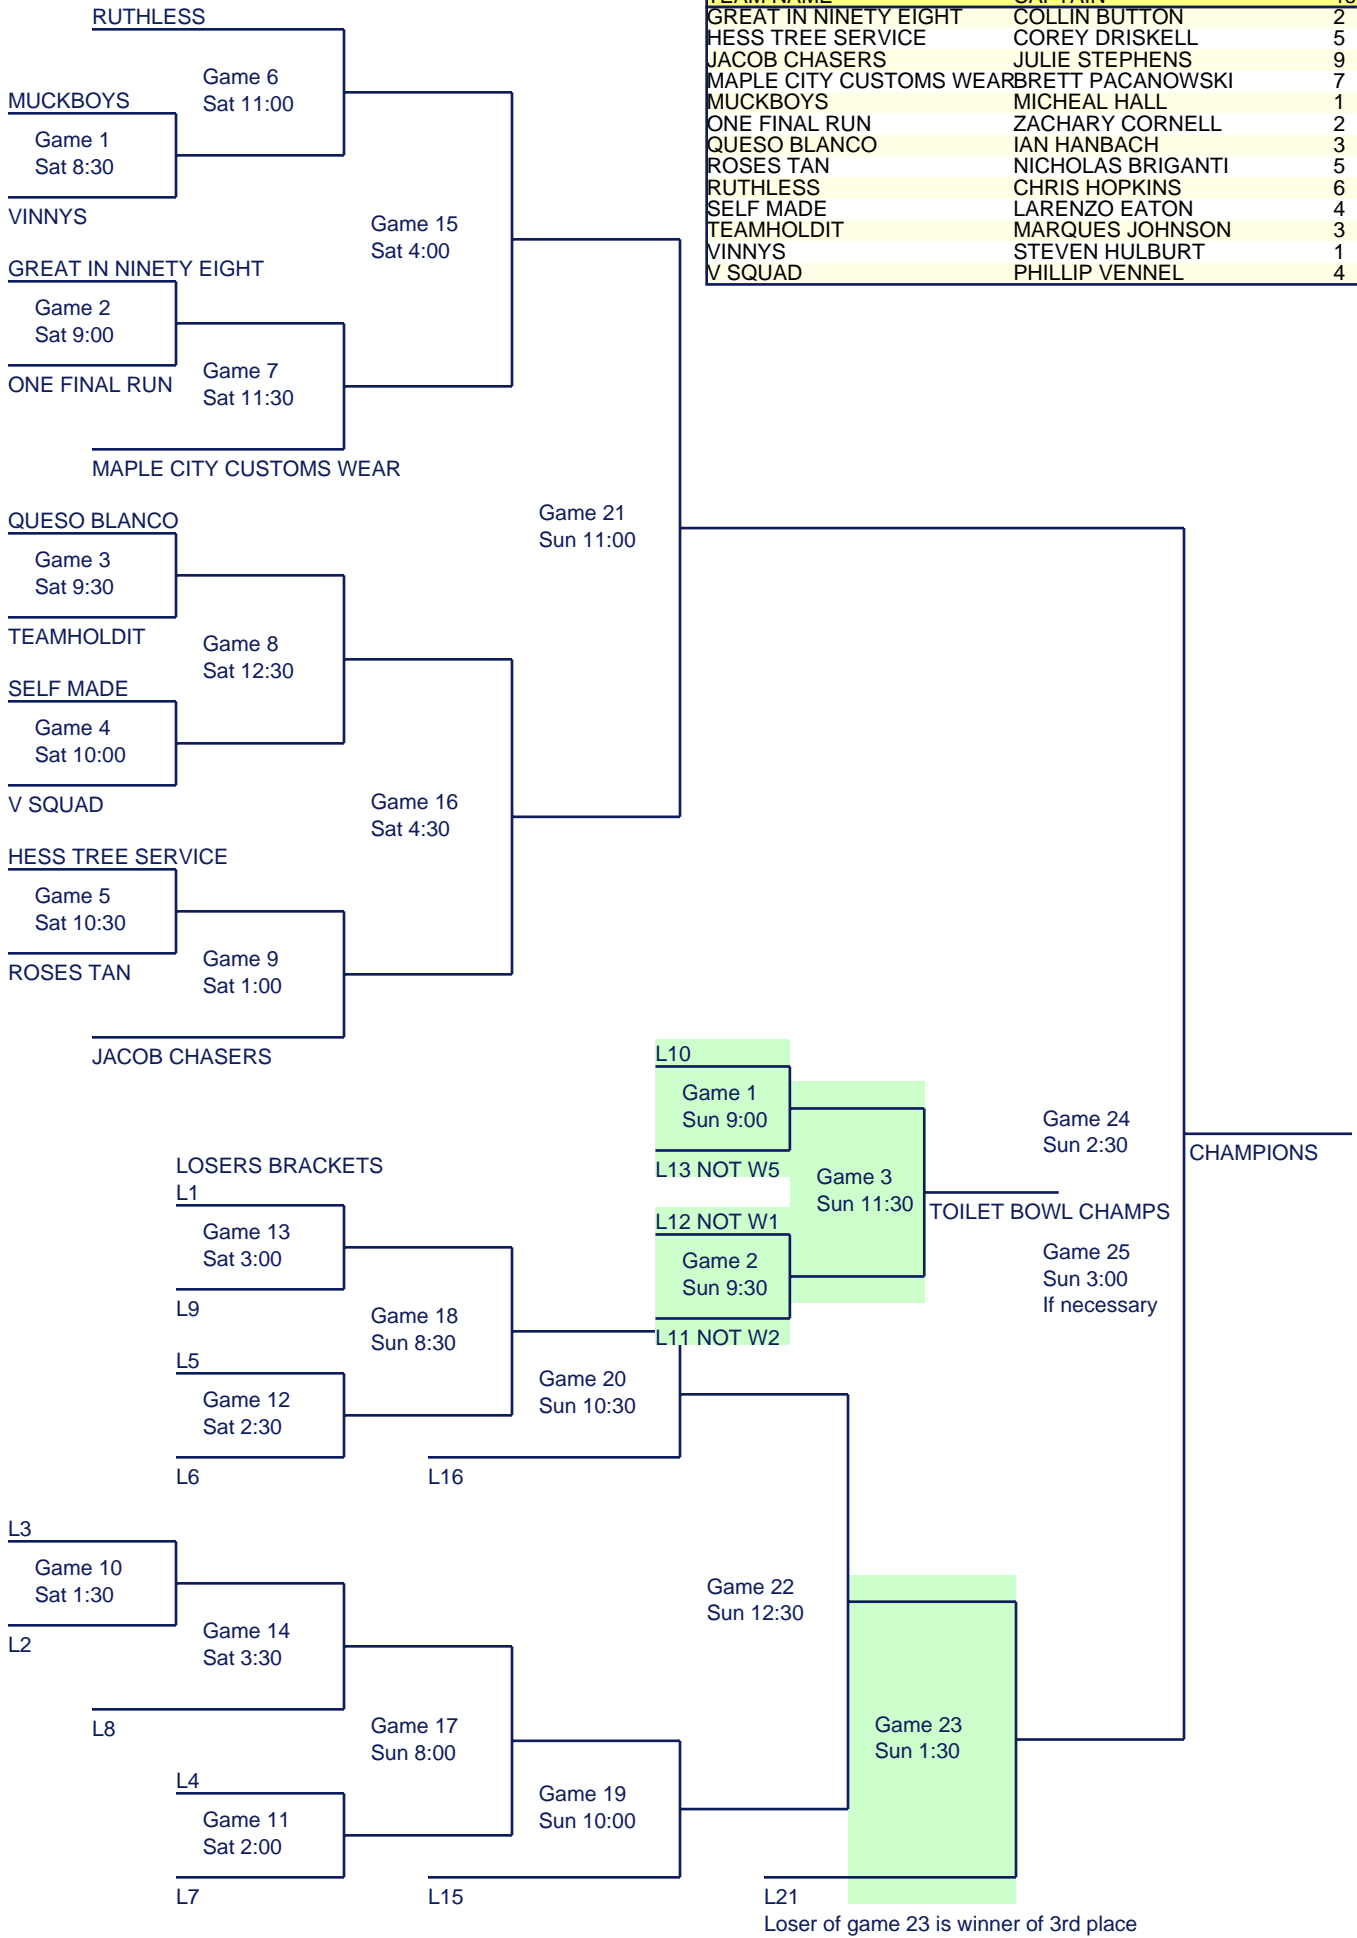 TEAM NAME CAPTAIN
GREAT IN NINETY EIGHT COLLIN BUTTON 2
HESS TREE SERVICE COREY DRISKELL 5
JACOB CHASERS JULIE STEPHENS 9
MAPLE CITY CUSTOMS WEAR BRETT PACANOWSKI 7
MUCKBOYS MICHEAL HALL 1
ONE FINAL RUN ZACHARY CORNELL 2
QUESO BLANCO IAN HANBACH 3
ROSES TAN NICHOLAS BRIGANTI 5
RUTHLESS CHRIS HOPKINS 6
SELF MADE LARENZO EATON 4
TEAMHOLDIT MARQUES JOHNSON 3
VINNYS STEVEN HULBURT 1
V SQUAD PHILLIP VENNEL 4
RUTHLESS
Game 6
Sat 11:00
MUCKBOYS
Game 1
Sat 8:30
VINNYS
Game 15
Sat 4:00
GREAT IN NINETY EIGHT
Game 2
Sat 9:00
ONE FINAL RUN
Game 7
Sat 11:30
MAPLE CITY CUSTOMS WEAR
Game 21
Sun 11:00
QUESO BLANCO
Game 3
Sat 9:30
TEAMHOLDIT
Game 8
Sat 12:30
SELF MADE
Game 4
Sat 10:00
V SQUAD
Game 16
Sat 4:30
HESS TREE SERVICE
Game 5
Sat 10:30
ROSES TAN
Game 9
Sat 1:00
JACOB CHASERS
L10
Game 1
Sun 9:00
L13 NOT W5
Game 3
Sun 11:30
L12 NOT W1
Game 2
Sun 9:30
L11 NOT W2
TOILET BOWL CHAMPS
Game 24
Sun 2:30
CHAMPIONS
Game 25
Sun 3:00
If necessary
LOSERS BRACKETS
L1
Game 13
Sat 3:00
L9
Game 18
Sun 8:30
L5
Game 12
Sat 2:30
L6
Game 20
Sun 10:30
L16
L3
Game 10
Sat 1:30
L2
Game 14
Sat 3:30
L8
Game 22
Sun 12:30
Game 17
Sun 8:00
Game 23
Sun 1:30
L4
Game 11
Sat 2:00
L7
Game 19
Sun 10:00
L15
L21
Loser of game 23 is winner of 3rd place